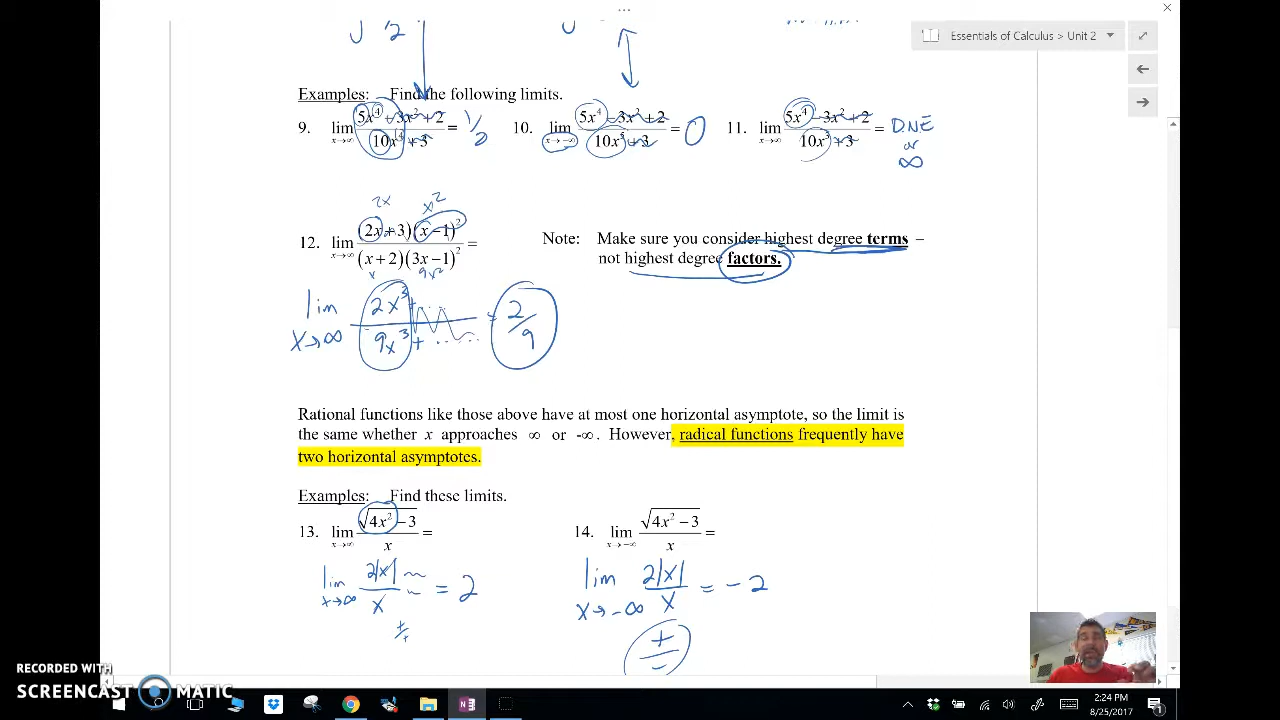 Essentials of Calculus > Unit 2
Examples: Find the following limits.
9. lim x→∞ (5x⁴ − 3x² + 2)/(10x⁴ + 3) = 1/2
10. lim x→−∞ (5x⁴ − 3x² + 2)/(10x⁵ + 3) = 0
11. lim x→∞ (5x⁴ − 3x² + 2)/(10x³ + 3) = DNE
or
∞
2x x²
12. lim x→∞ (2x + 3)(x − 1)² / (x + 2)(3x − 1)² =
x 9x²
Note: Make sure you consider highest degree terms –
not highest degree factors.
lim x→∞ 2x³ + / 9x³ + ...... = 2/9
Rational functions like those above have at most one horizontal asymptote, so the limit is
the same whether x approaches ∞ or -∞. However, radical functions frequently have
two horizontal asymptotes.
Examples: Find these limits.
13. lim x→∞ √(4x² − 3) / x =
14. lim x→−∞ √(4x² − 3) / x =
lim x→∞ 2|x| / x = 2
+/+
lim x→−∞ 2|x| / x = −2
+/−
RECORDED WITH
SCREENCAST MATIC
2:24 PM
8/25/2017